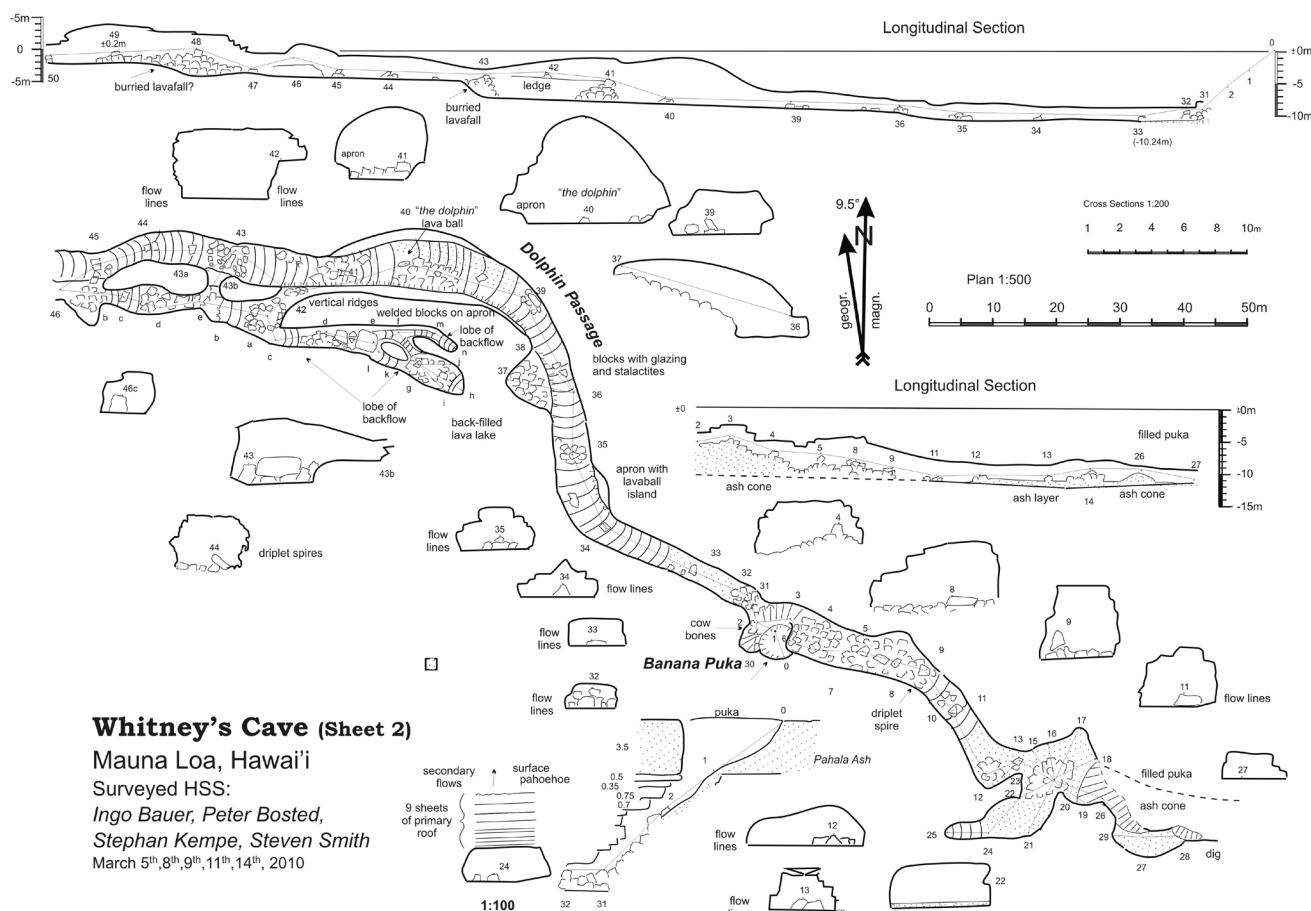 Longitudinal Section
-5m
0
-5m
49
±0.2m
48
50
burried lavafall?
47
46
45
44
43
burried
lavafall
42
ledge
41
40
39
36
35
34
33
(-10.24m)
32
31
2
1
0
±0m
-5
-10m
42
flow
lines
flow
lines
apron
41
"the dolphin"
apron
40
39
37
36
9.5°
N
geogr.
magn.
Cross Sections 1:200
1 2 4 6 8 10m
Plan 1:500
0 10 20 30 40 50m
45
44
43
40
"the dolphin"
lava ball
41
43a
43b
42
vertical ridges
welded blocks on apron
46
b
c
d
e
b
a
c
d
e
f
m
lobe of
backflow
n
j
l
k
g
i
h
lobe of
backflow
back-filled
lava lake
Dolphin Passage
39
38
37
blocks with glazing
and stalactites
36
35
apron with
lavaball
island
34
33
32
31
46c
43
43b
44
driplet spires
flow
lines
35
34
flow lines
flow
lines
33
flow
lines
32
Longitudinal Section
±0
2
3
4
5
8
9
11
12
13
14
26
27
filled puka
ash cone
ash layer
ash cone
±0m
-5
-10
-15m
4
8
9
11
flow lines
27
cow
bones
2
1
6
0
30
Banana Puka
3
4
5
7
8
9
10
11
driplet
spire
12
13
15
16
17
18
23
22
20
19
26
29
25
24
21
27
28
dig
filled puka
ash cone
puka
0
1
2
3.5
0.5
0.35
0.75
0.7
Pahala Ash
32
31
secondary
flows
surface
pahoehoe
9 sheets
of primary
roof
24
1:100
flow
lines
12
flow
13
22
Whitney's Cave (Sheet 2)
Mauna Loa, Hawai'i
Surveyed HSS:
Ingo Bauer, Peter Bosted,
Stephan Kempe, Steven Smith
March 5th,8th,9th,11th,14th, 2010